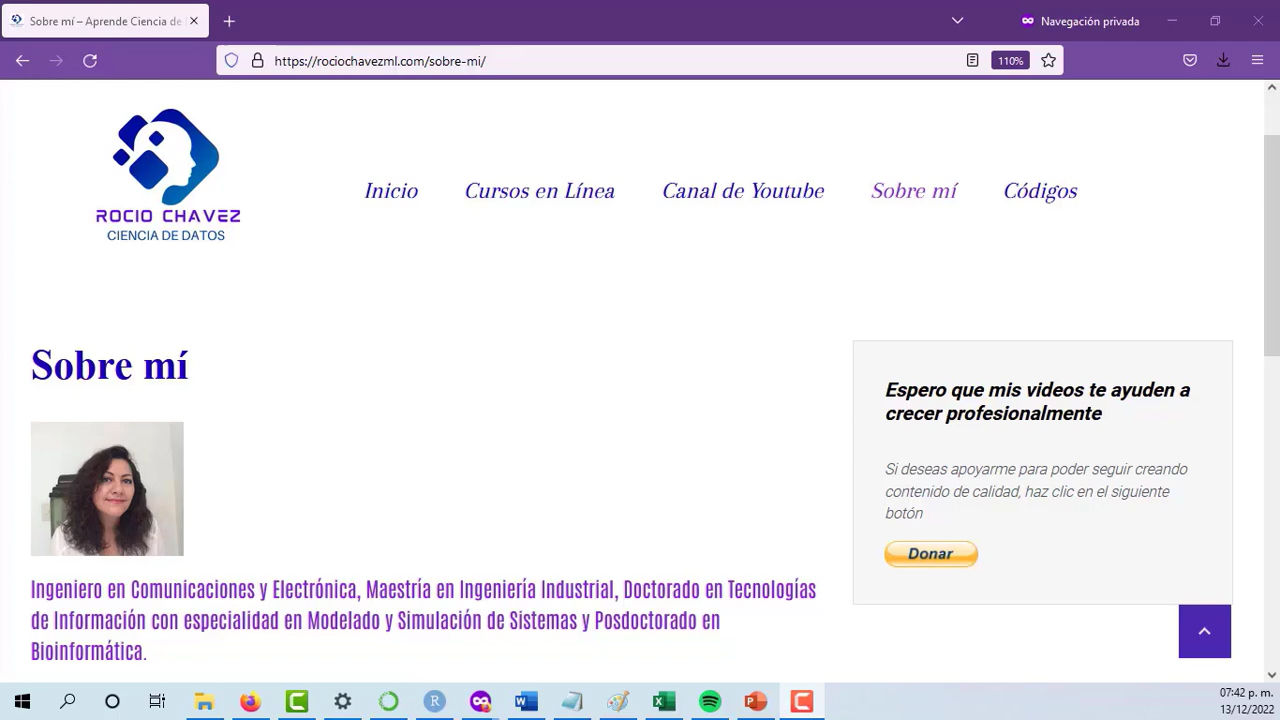 Sobre mí – Aprende Ciencia de
Navegación privada
https://rociochavezml.com/sobre-mi/
110%
ROCIO CHAVEZ
CIENCIA DE DATOS
Inicio
Cursos en Línea
Canal de Youtube
Sobre mí
Códigos
Sobre mí
Ingeniero en Comunicaciones y Electrónica, Maestría en Ingeniería Industrial, Doctorado en Tecnologías
de Información con especialidad en Modelado y Simulación de Sistemas y Posdoctorado en
Bioinformática.
Espero que mis videos te ayuden a
crecer profesionalmente
Si deseas apoyarme para poder seguir creando
contenido de calidad, haz clic en el siguiente
botón
Donar
07:42 p. m.
13/12/2022